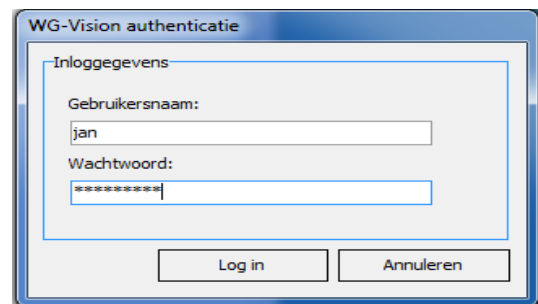 WG-Vision authenticatie
Inloggegevens
Gebruikersnaam:
jan
Wachtwoord:
*********
Log in
Annuleren